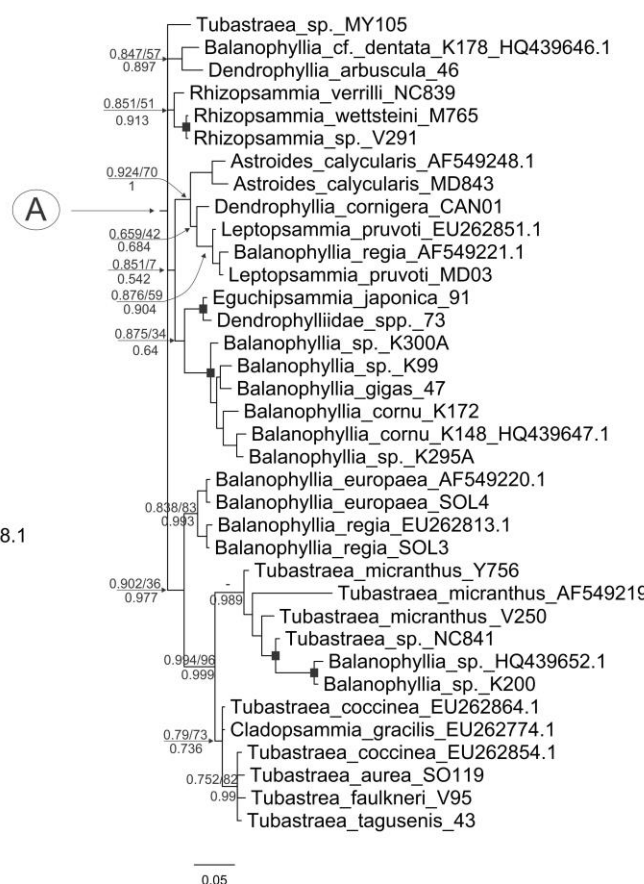 Tubastraea_sp._MY105
0.847/57
0.897
Balanophyllia_cf._dentata_K178_HQ439646.1
Dendrophyllia_arbuscula_46
0.851/51
0.913
Rhizopsammia_verrilli_NC839
Rhizopsammia_wettsteini_M765
Rhizopsammia_sp._V291
0.924/70
1
Astroides_calycularis_AF549248.1
Astroides_calycularis_MD843
A
Dendrophyllia_cornigera_CAN01
0.659/42
0.684
Leptopsammia_pruvoti_EU262851.1
Balanophyllia_regia_AF549221.1
0.851/7
0.542
Leptopsammia_pruvoti_MD03
0.876/59
0.904
Eguchipsammia_japonica_91
Dendrophylliidae_spp._73
0.875/34
0.64
Balanophyllia_sp._K300A
Balanophyllia_sp._K99
Balanophyllia_gigas_47
Balanophyllia_cornu_K172
Balanophyllia_cornu_K148_HQ439647.1
Balanophyllia_sp._K295A
Balanophyllia_europaea_AF549220.1
Balanophyllia_europaea_SOL4
0.838/83
0.993
Balanophyllia_regia_EU262813.1
8.1
Balanophyllia_regia_SOL3
0.902/36
0.977
-
0.989
Tubastraea_micranthus_Y756
Tubastraea_micranthus_AF549219
Tubastraea_micranthus_V250
Tubastraea_sp._NC841
0.994/96
0.999
Balanophyllia_sp._HQ439652.1
Balanophyllia_sp._K200
Tubastraea_coccinea_EU262864.1
0.79/73
0.736
Cladopsammia_gracilis_EU262774.1
Tubastraea_coccinea_EU262854.1
0.752/82
0.99
Tubastraea_aurea_SO119
Tubastrea_faulkneri_V95
Tubastraea_tagusenis_43
0.05